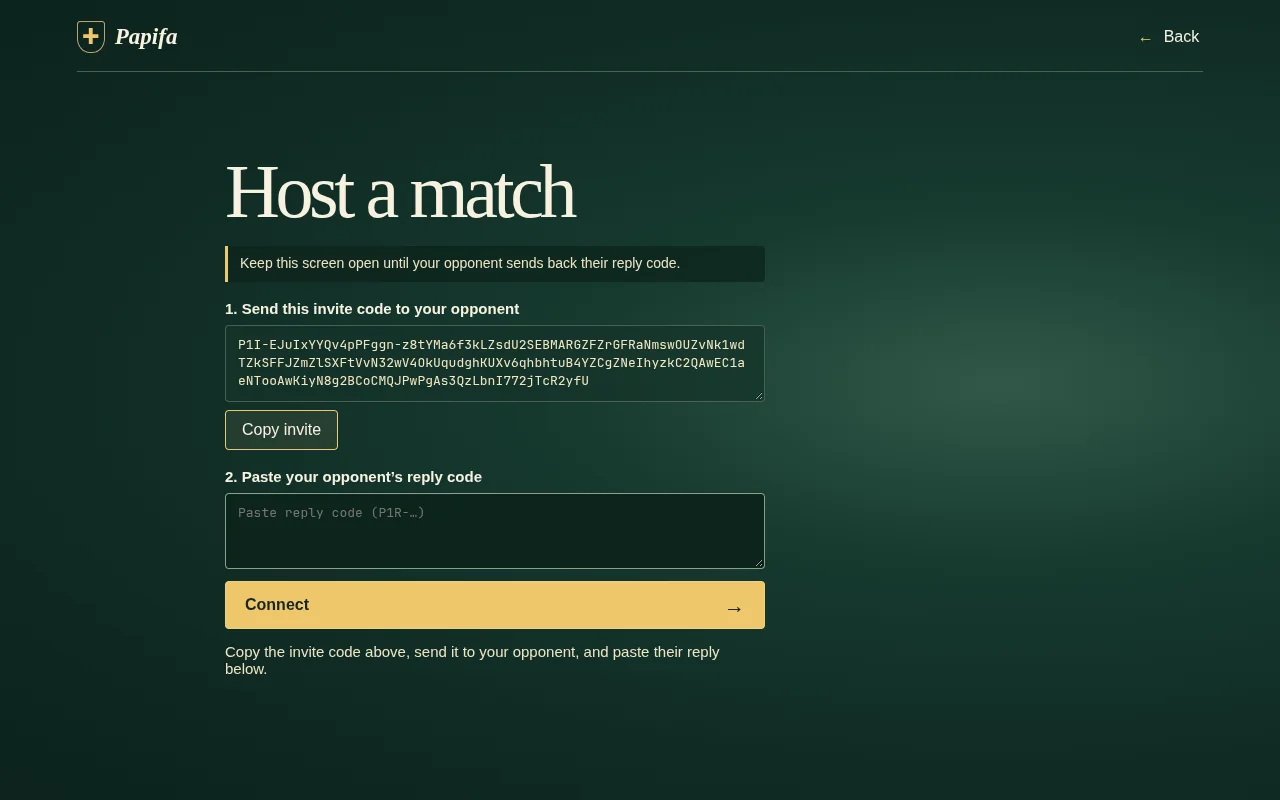 Papifa
← Back
Host a match
Keep this screen open until your opponent sends back their reply code.
1. Send this invite code to your opponent
P1I-EJuIxYYQv4pPFggn-z8tYMa6f3kLZsdU2SEBMARGZFZrGFRaNmswOUZvNk1wd
TZkSFFJZmZlSXFtVvN32wV4OkUqudghKUXv6qhbhtuB4YZCgZNeIhyzkC2QAwEC1a
eNTooAwKiyN8g2BCoCMQJPwPgAs3QzLbnI772jTcR2yfU
Copy invite
2. Paste your opponent’s reply code
Paste reply code (P1R-…)
Connect →
Copy the invite code above, send it to your opponent, and paste their reply
below.